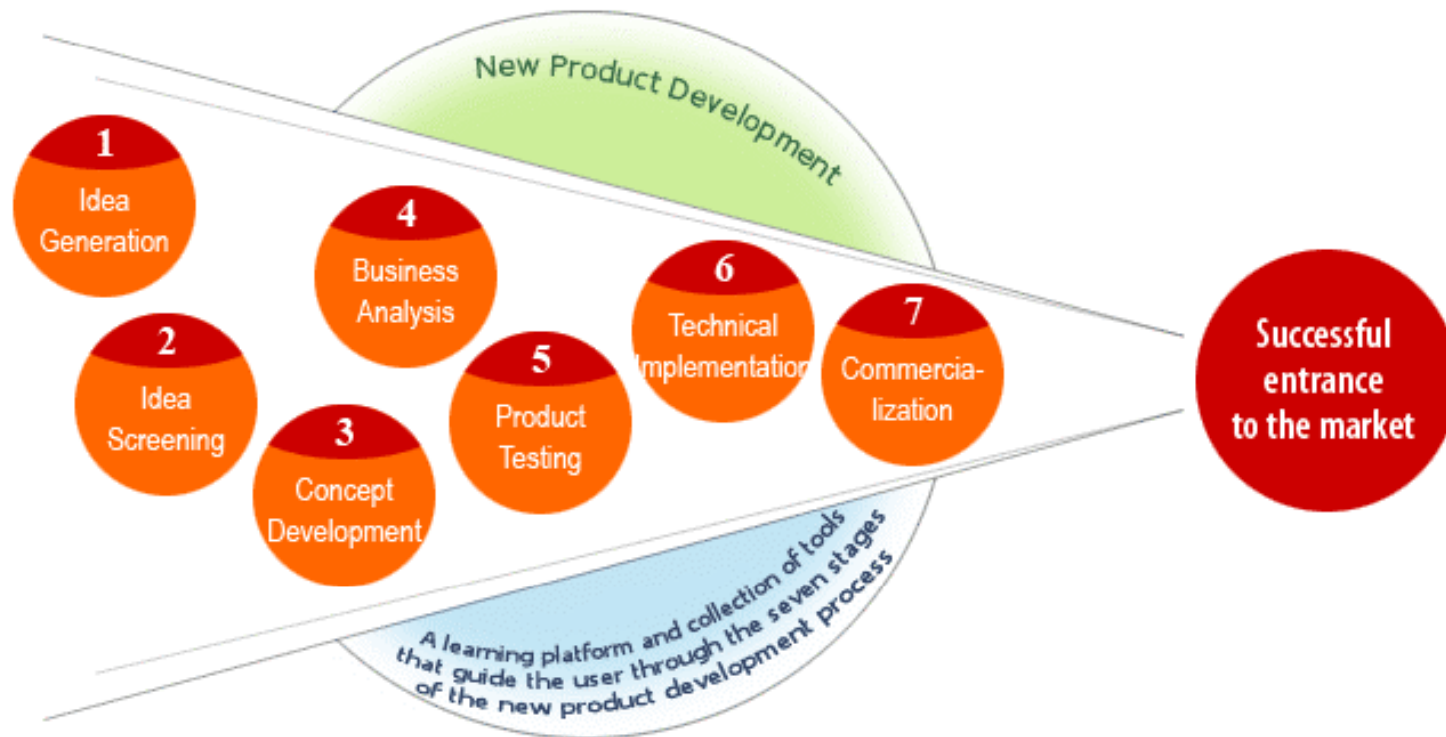 New Product Development
1
Idea
Generation
2
Idea
Screening
3
Concept
Development
4
Business
Analysis
5
Product
Testing
6
Technical
Implementation
7
Commercia-
lization
Successful
entrance
to the market
A learning platform and collection of tools
that guide the user through the seven stages
of the new product development process